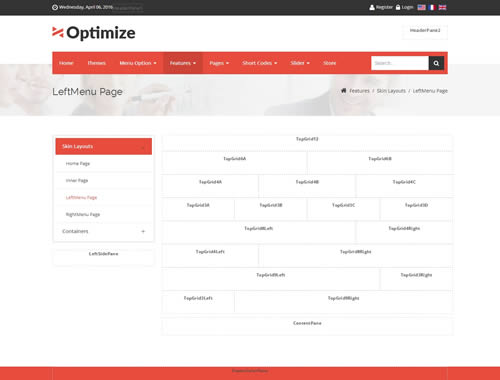 Wednesday, April 06, 2016
HeaderPane1
Register
Login
Optimize
HeaderPane2
Home
Themes
Menu Option
Features
Pages
Short Codes
Slider
Store
Search...
LeftMenu Page
Features / Skin Layouts / LeftMenu Page
Skin Layouts
Home Page
Inner Page
LeftMenu Page
RightMenu Page
Containers +
LeftSidePane
TopGrid12
TopGrid6A
TopGrid6B
TopGrid4A
TopGrid4B
TopGrid4C
TopGrid3A
TopGrid3B
TopGrid3C
TopGrid3D
TopGrid8Left
TopGrid4Right
TopGrid4Left
TopGrid8Right
TopGrid9Left
TopGrid3Right
TopGrid3Left
TopGrid9Right
ContentPane